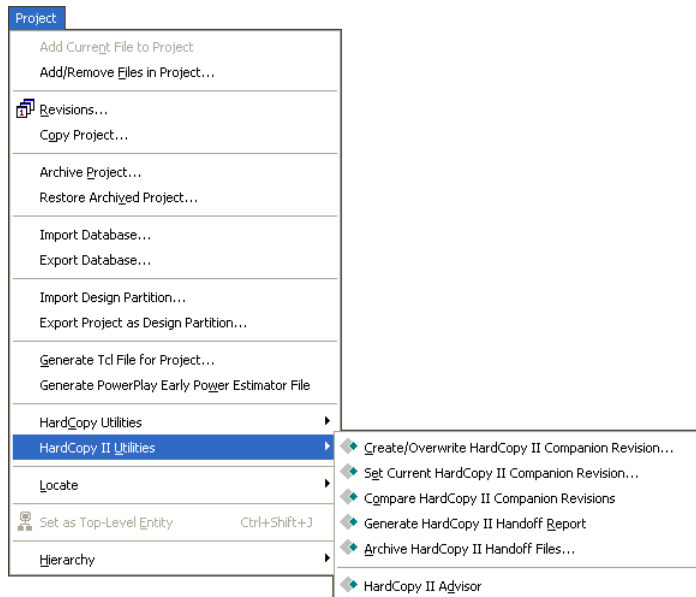 Project
Add Current File to Project
Add/Remove Files in Project...
Revisions...
Copy Project...
Archive Project...
Restore Archived Project...
Import Database...
Export Database...
Import Design Partition...
Export Project as Design Partition...
Generate Tcl File for Project...
Generate PowerPlay Early Power Estimator File
HardCopy Utilities
HardCopy II Utilities
Create/Overwrite HardCopy II Companion Revision...
Set Current HardCopy II Companion Revision...
Compare HardCopy II Companion Revisions
Generate HardCopy II Handoff Report
Archive HardCopy II Handoff Files...
HardCopy II Advisor
Locate
Set as Top-Level Entity Ctrl+Shift+J
Hierarchy